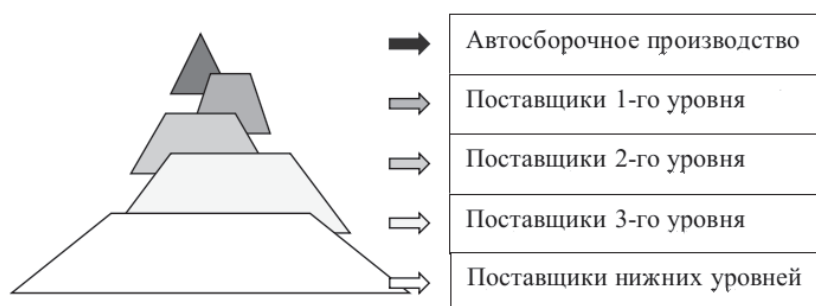 Автосборочное производство
Поставщики 1-го уровня
Поставщики 2-го уровня
Поставщики 3-го уровня
Поставщики нижних уровней